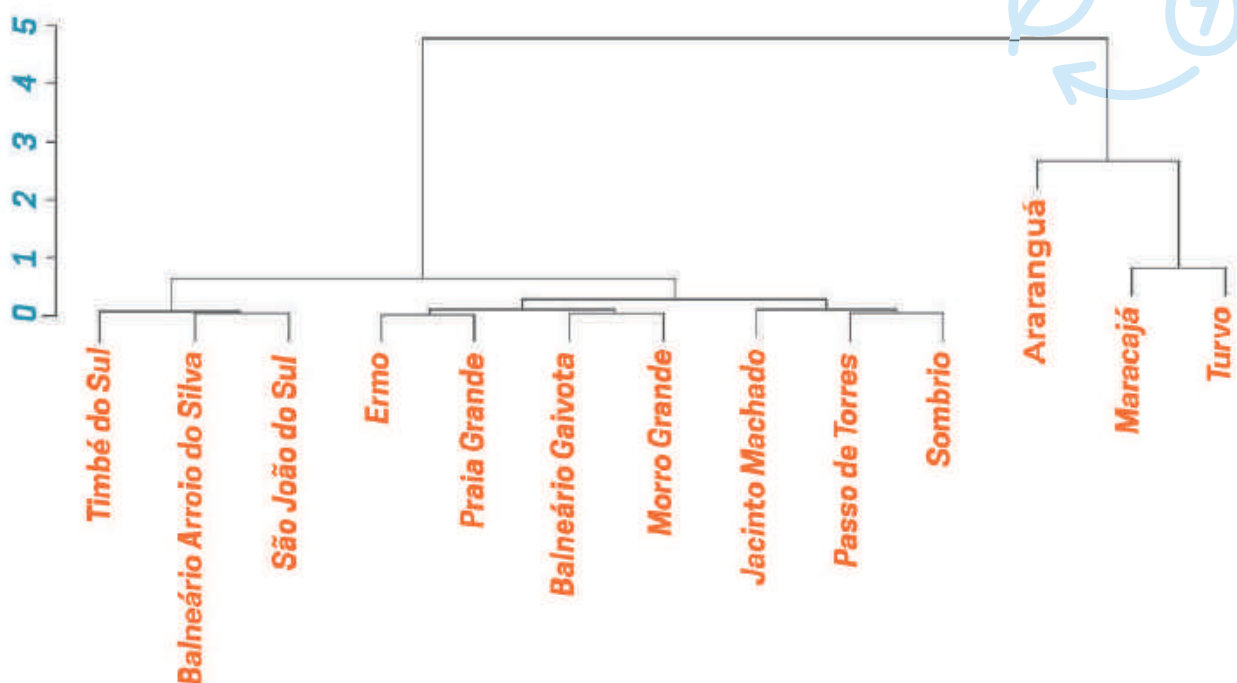 5
4
3
2
1
0
Timbé do Sul
Balneário Arroio do Silva
São João do Sul
Ermo
Praia Grande
Balneário Gaivota
Morro Grande
Jacinto Machado
Passo de Torres
Sombrio
Araranguá
Maracajá
Turvo